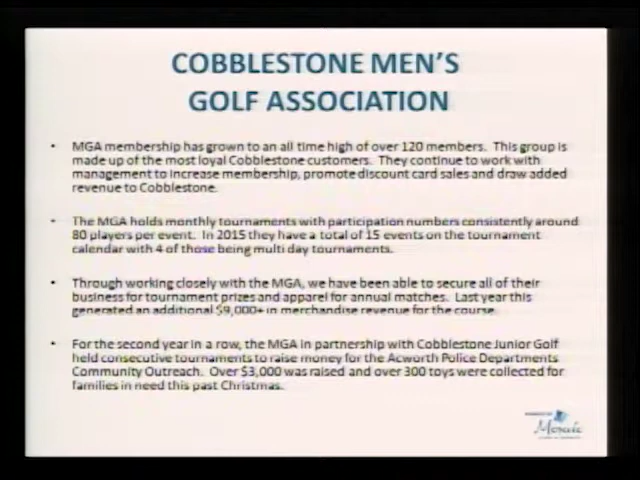 COBBLESTONE MEN'S
GOLF ASSOCIATION
• MGA membership has grown to an all time high of over 120 members. This group is
made up of the most loyal Cobblestone customers. They continue to work with
management to increase membership, promote discount card sales and draw added
revenue to Cobblestone.
• The MGA holds monthly tournaments with participation numbers consistently around
80 players per event. In 2015 they have a total of 15 events on the tournament
calendar with 4 of those being multi day tournaments.
• Through working closely with the MGA, we have been able to secure all of their
business for tournament prizes and apparel for annual matches. Last year this
generated an additional $9,000+ in merchandise revenue for the course.
• For the second year in a row, the MGA in partnership with Cobblestone Junior Golf
held consecutive tournaments to raise money for the Acworth Police Departments
Community Outreach. Over $3,000 was raised and over 300 toys were collected for
families in need this past Christmas.
Mosaic